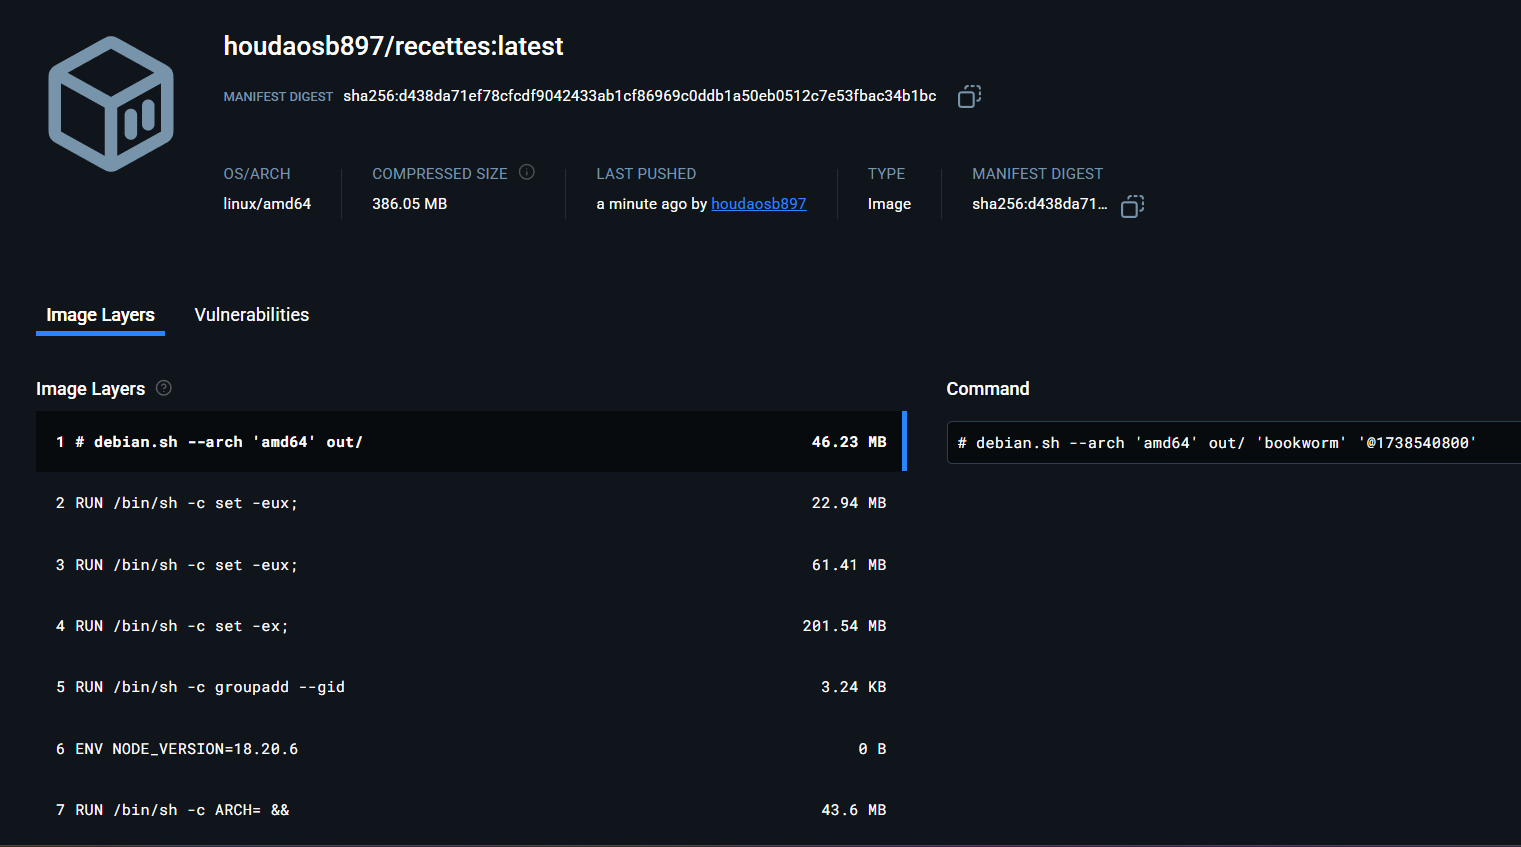 houdaosb897/recettes:latest
MANIFEST DIGEST sha256:d438da71ef78cfcdf9042433ab1cf86969c0ddb1a50eb0512c7e53fbac34b1bc
OS/ARCH COMPRESSED SIZE LAST PUSHED TYPE MANIFEST DIGEST
linux/amd64 386.05 MB a minute ago by houdaosb897 Image sha256:d438da71...
Image Layers Vulnerabilities
Image Layers Command
1 # debian.sh --arch 'amd64' out/ 46.23 MB # debian.sh --arch 'amd64' out/ 'bookworm' '@1738540800'
2 RUN /bin/sh -c set -eux; 22.94 MB
3 RUN /bin/sh -c set -eux; 61.41 MB
4 RUN /bin/sh -c set -ex; 201.54 MB
5 RUN /bin/sh -c groupadd --gid 3.24 KB
6 ENV NODE_VERSION=18.20.6 0 B
7 RUN /bin/sh -c ARCH= && 43.6 MB